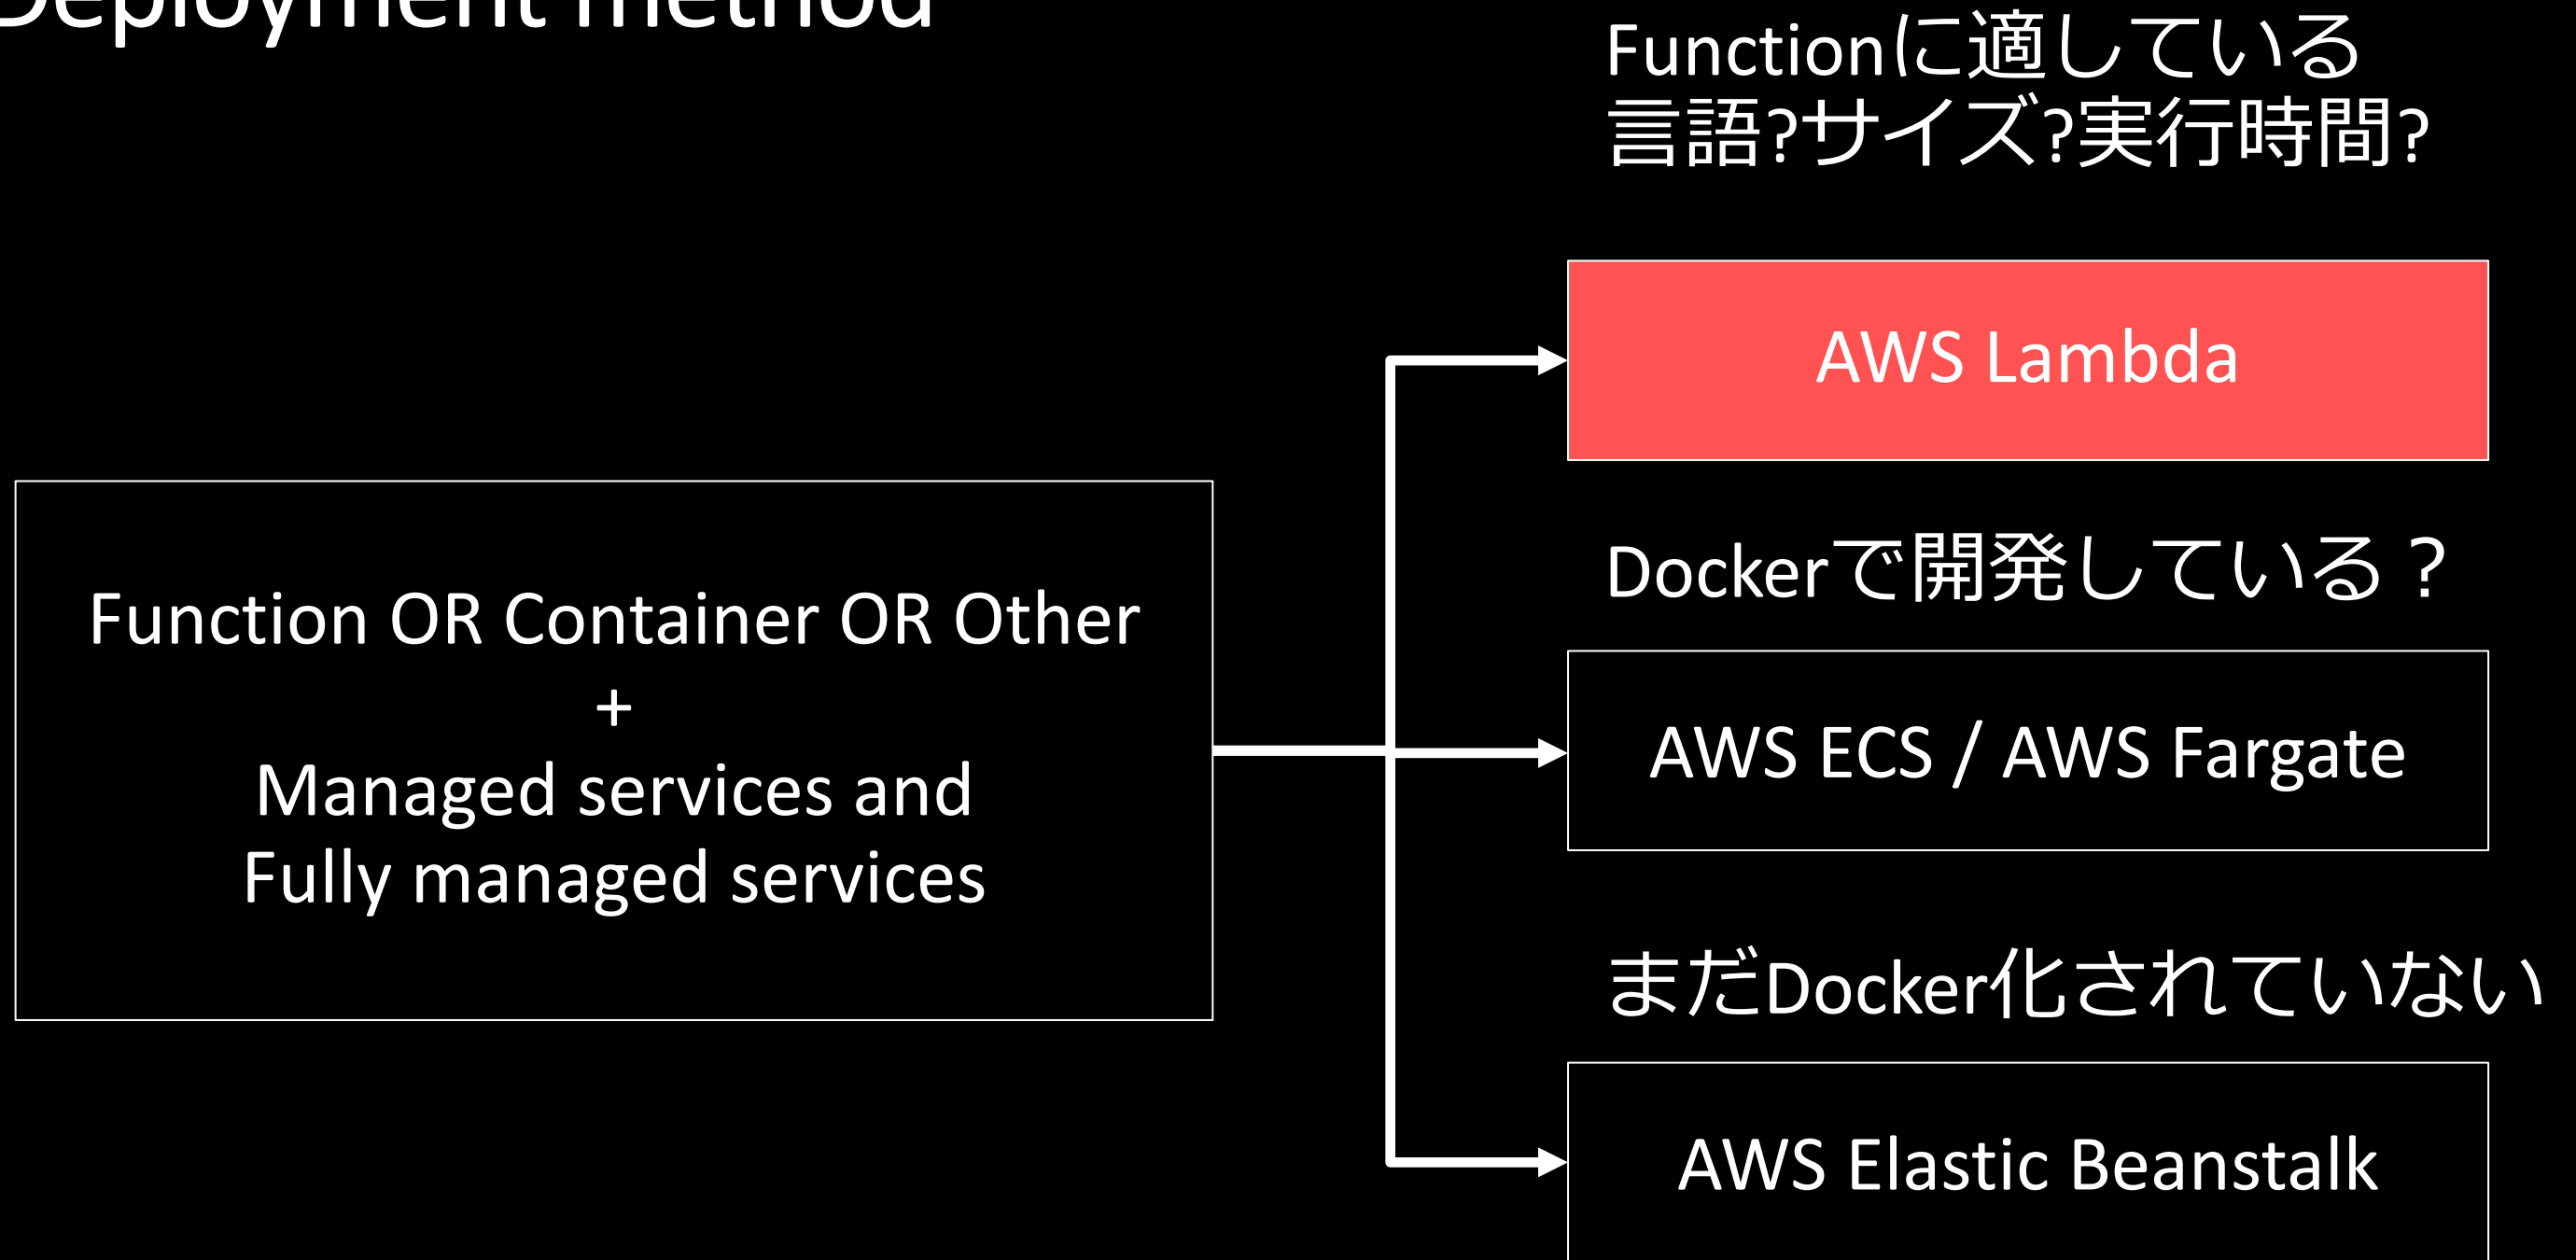 Deployment method
Functionに適している
言語?サイズ?実行時間?
AWS Lambda
Function OR Container OR Other
+
Managed services and
Fully managed services
Dockerで開発している？
AWS ECS / AWS Fargate
まだDocker化されていない
AWS Elastic Beanstalk